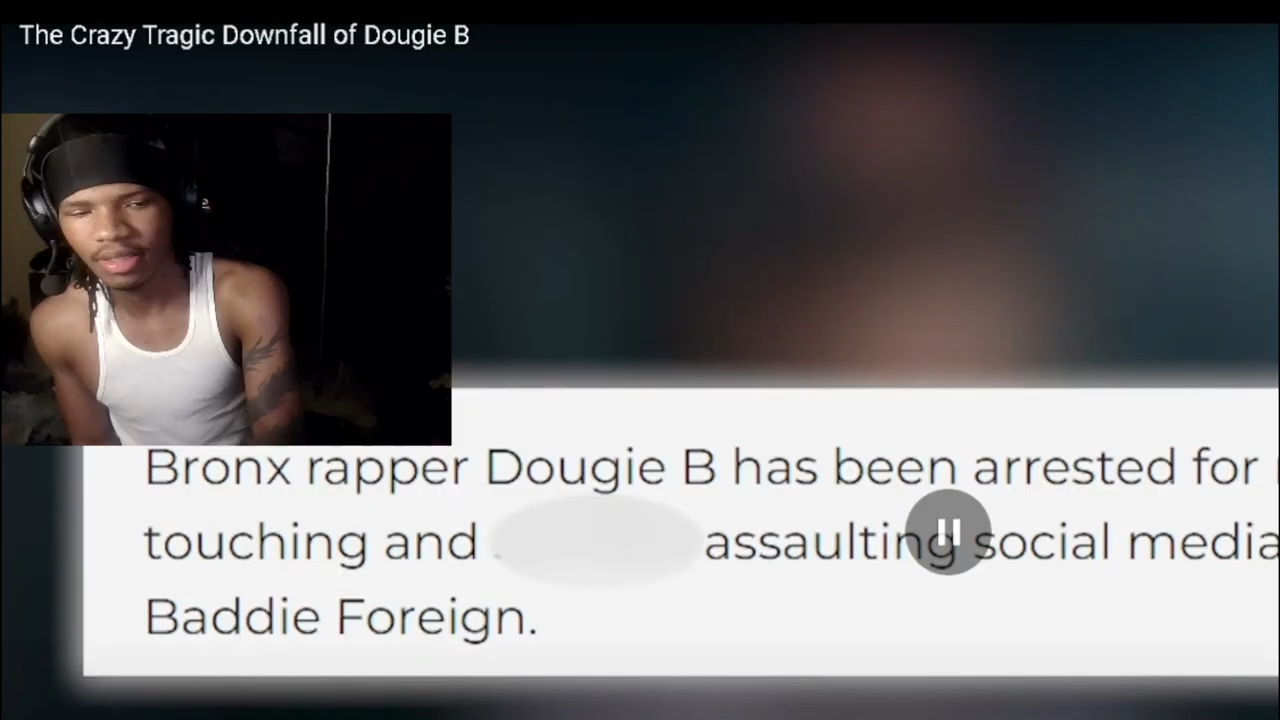 The Crazy Tragic Downfall of Dougie B
Bronx rapper Dougie B has been arrested for
touching and assaulting social media
Baddie Foreign.